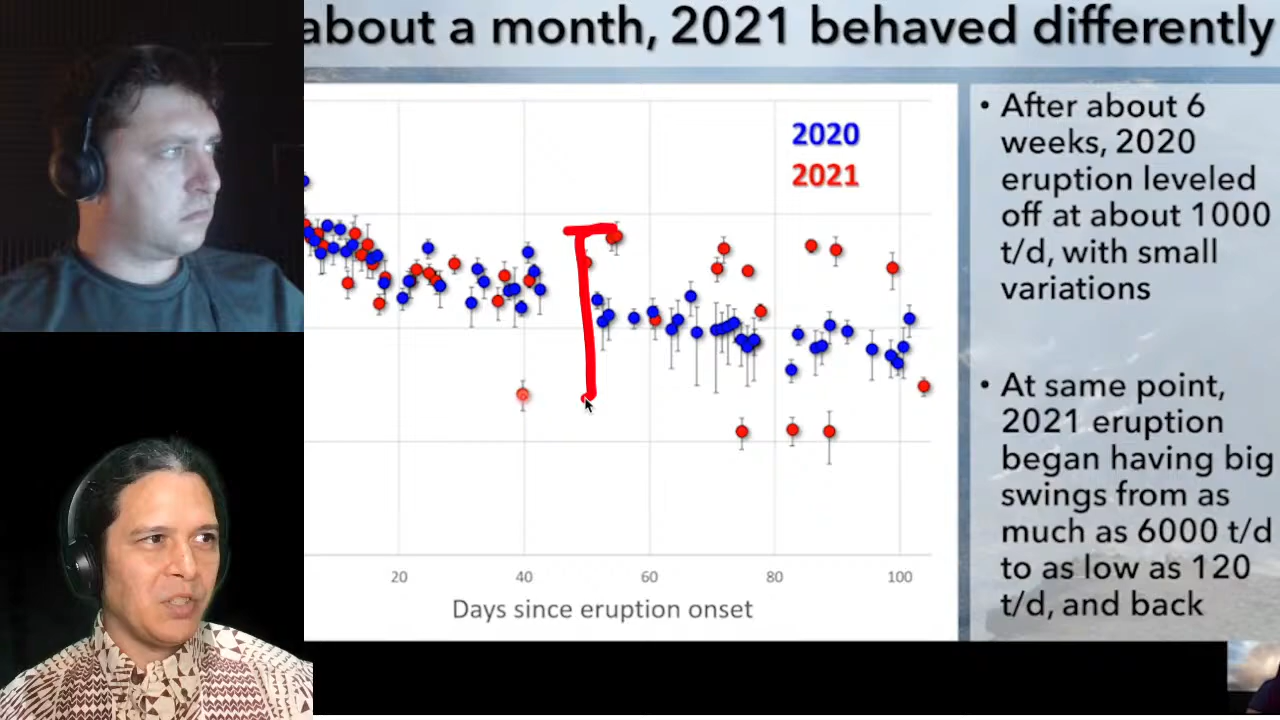 about a month, 2021 behaved differently
2020
2021
20
40
60
80
100
Days since eruption onset
• After about 6
weeks, 2020
eruption leveled
off at about 1000
t/d, with small
variations
• At same point,
2021 eruption
began having big
swings from as
much as 6000 t/d
to as low as 120
t/d, and back